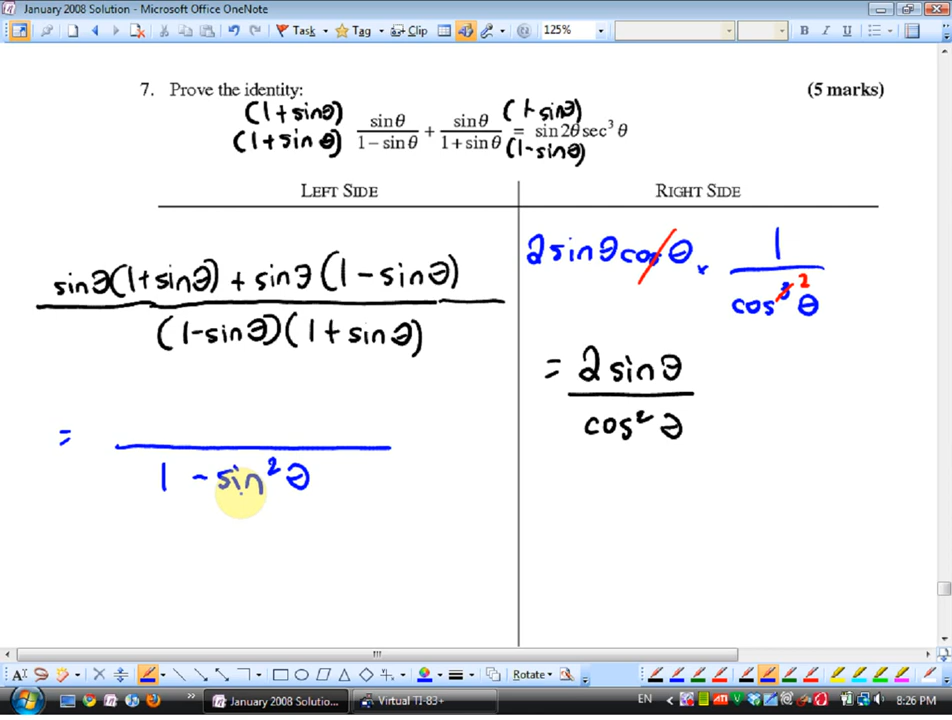 January 2008 Solution - Microsoft Office OneNote
Task Tag Clip 125% B I U
7. Prove the identity: (5 marks)
(1+sinθ) (1+sinθ)
(1+sinθ) sinθ/1−sinθ + sinθ/1+sinθ = sin2θ sec³θ
(1-sinθ)
LEFT SIDE RIGHT SIDE
2sinθcosθ × 1/cos³ ²θ
sinθ(1+sinθ) + sinθ(1-sinθ)
(1-sinθ)(1+sinθ)
= 2sinθ
cos²θ
=
1 - sin²θ
Rotate
January 2008 Solutio... Virtual TI-83+ EN 8:26 PM